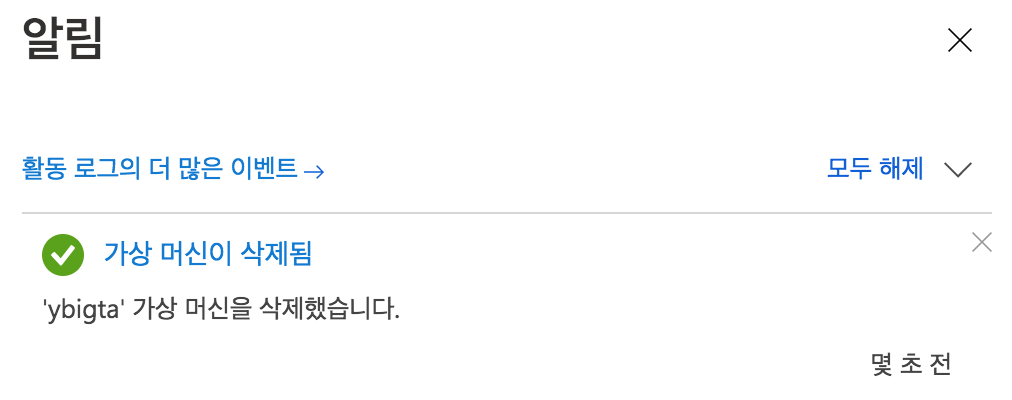 알림
활동 로그의 더 많은 이벤트→ 모두 해제
가상 머신이 삭제됨
'ybigta' 가상 머신을 삭제했습니다.
몇 초 전